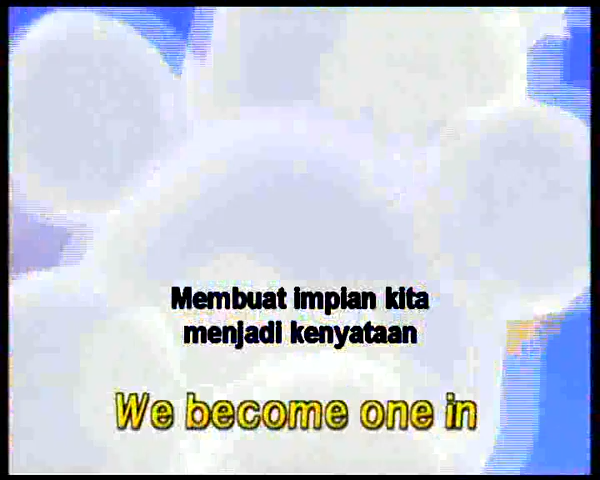 Membuat impian kita
menjadi kenyataan
We become one in